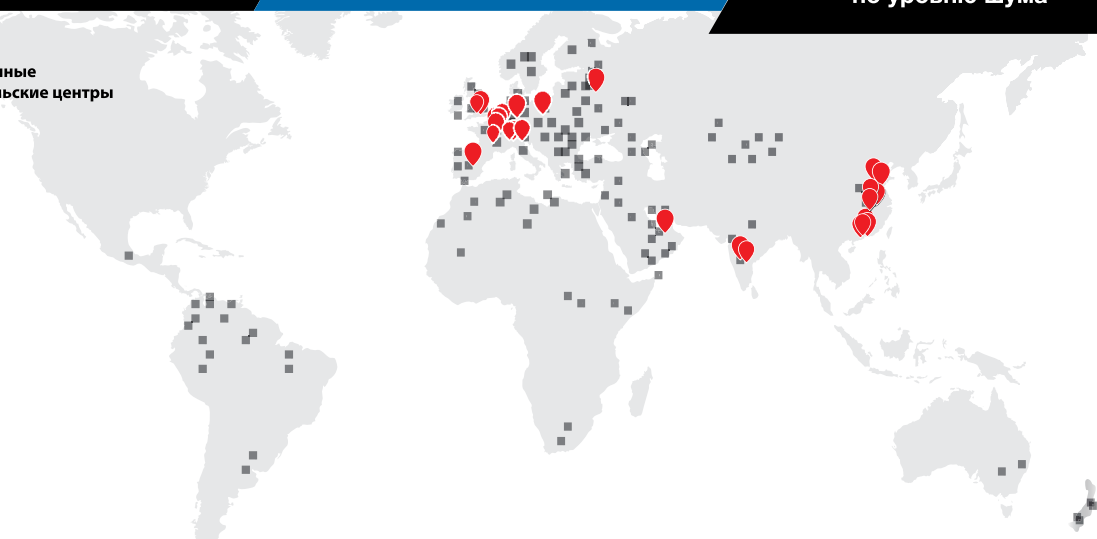 по уровню шума
ные
льские центры